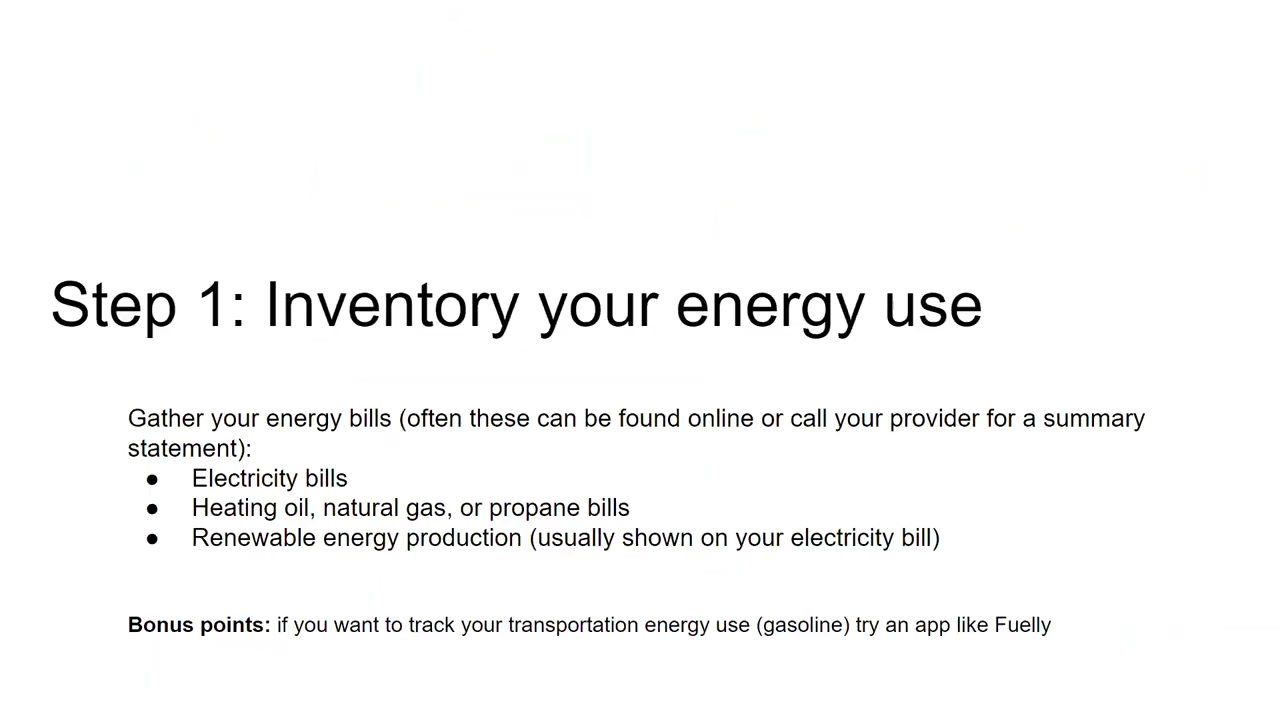 Step 1: Inventory your energy use
Gather your energy bills (often these can be found online or call your provider for a summary
statement):
● Electricity bills
● Heating oil, natural gas, or propane bills
● Renewable energy production (usually shown on your electricity bill)
Bonus points: if you want to track your transportation energy use (gasoline) try an app like Fuelly